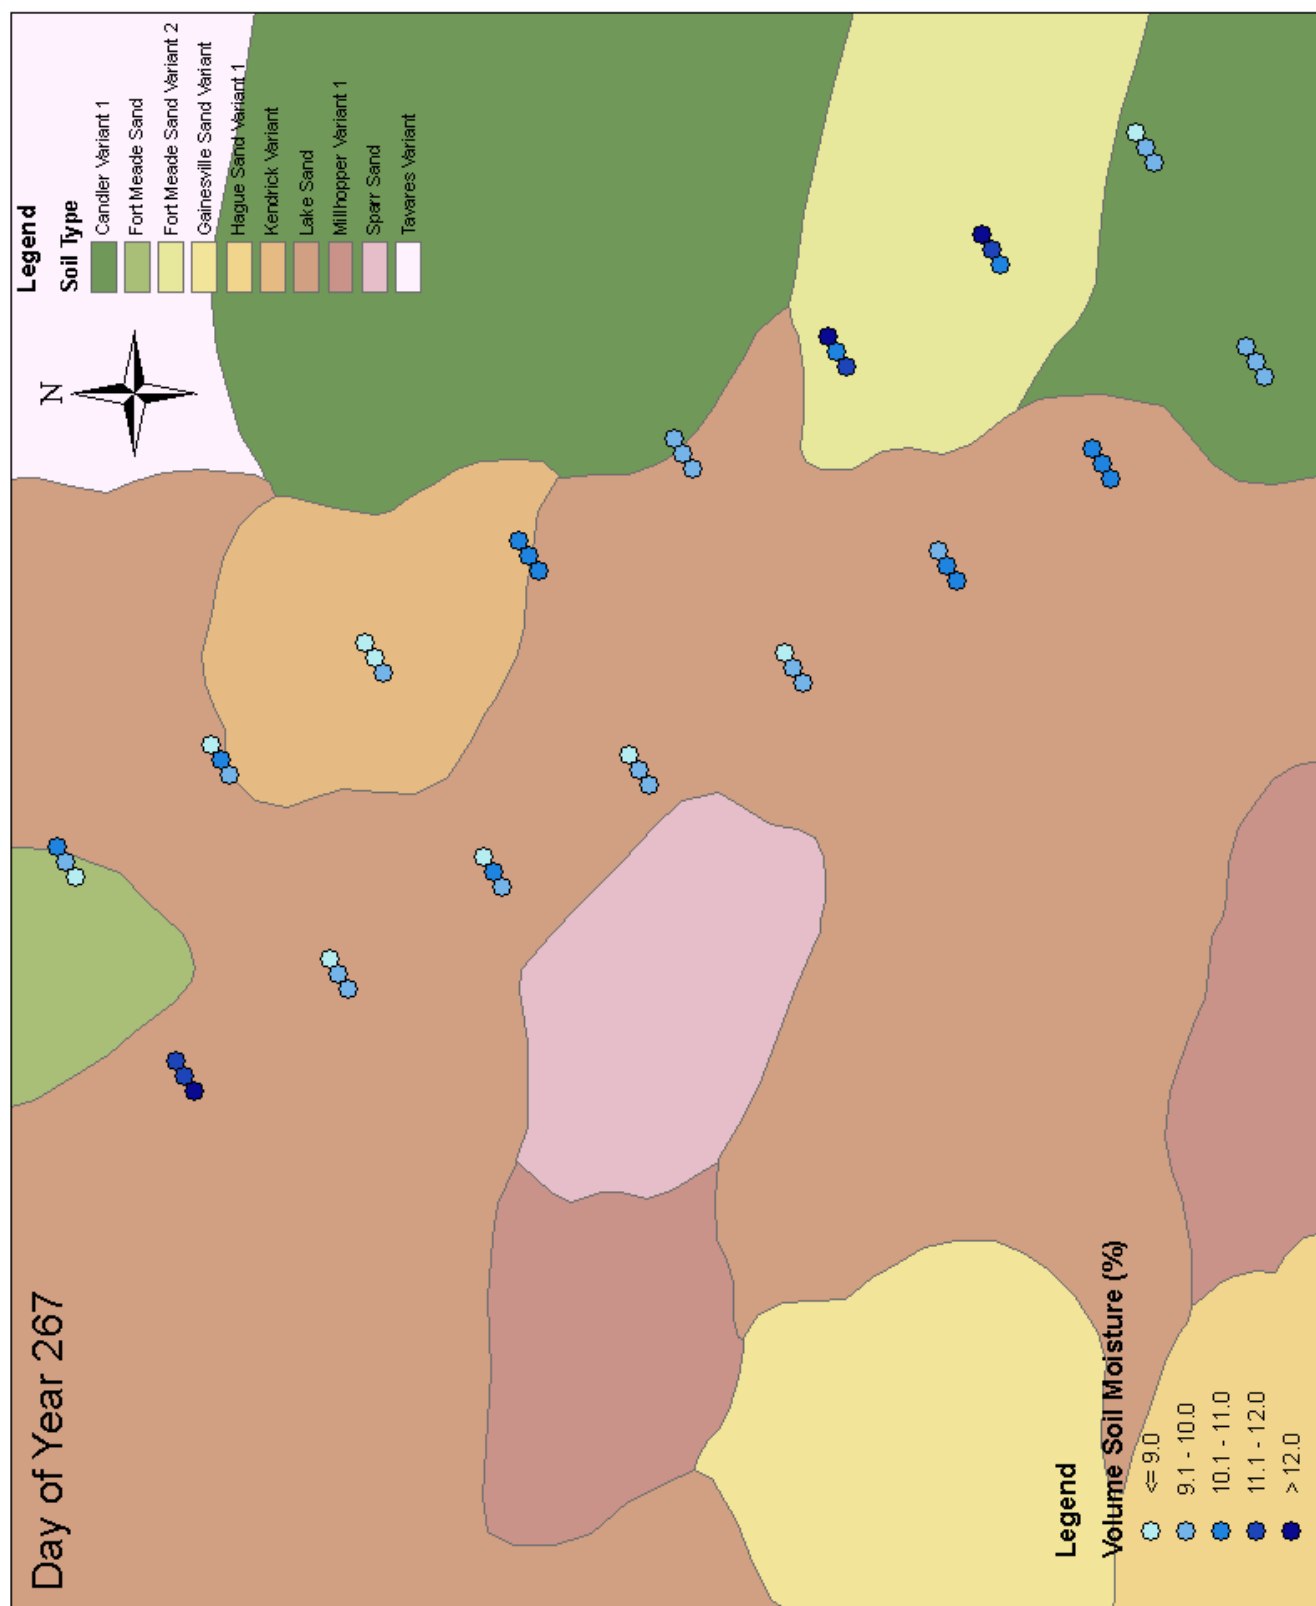 Day of Year 267
N
Legend
Soil Type
Candler Variant 1
Fort Meade Sand
Fort Meade Sand Variant 2
Gainesville Sand Variant
Hague Sand Variant 1
Kendrick Variant
Lake Sand
Millhopper Variant 1
Sparr Sand
Tavares Variant
Legend
Volume Soil Moisture (%)
<= 9.0
9.1 - 10.0
10.1 - 11.0
11.1 - 12.0
> 12.0